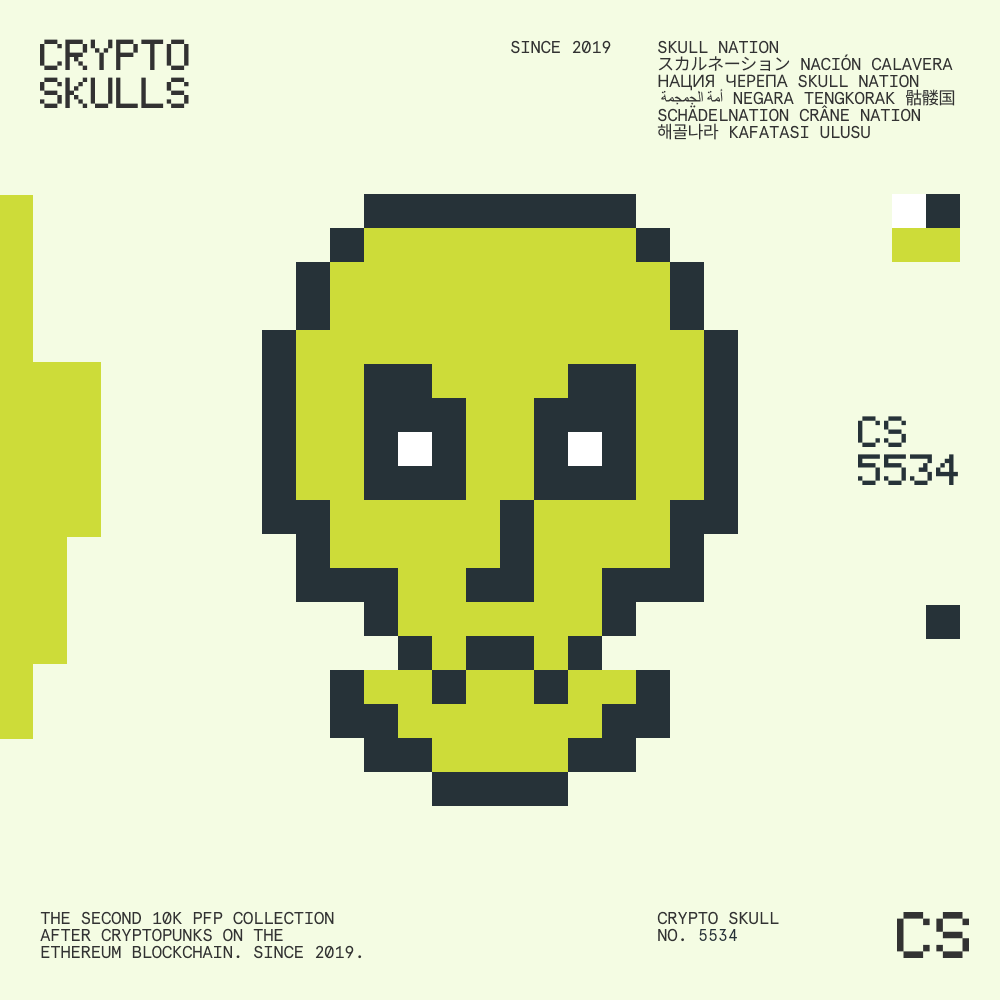 CRYPTO
SKULLS
SINCE 2019
SKULL NATION
スカルネーション NACIÓN CALAVERA
НАЦИЯ ЧЕРЕПА SKULL NATION
أمة الجمجمة NEGARA TENGKORAK 骷髅国
SCHÄDELNATION CRÂNE NATION
해골나라 KAFATASI ULUSU
CS
5534
THE SECOND 10K PFP COLLECTION
AFTER CRYPTOPUNKS ON THE
ETHEREUM BLOCKCHAIN. SINCE 2019.
CRYPTO SKULL
NO. 5534
CS